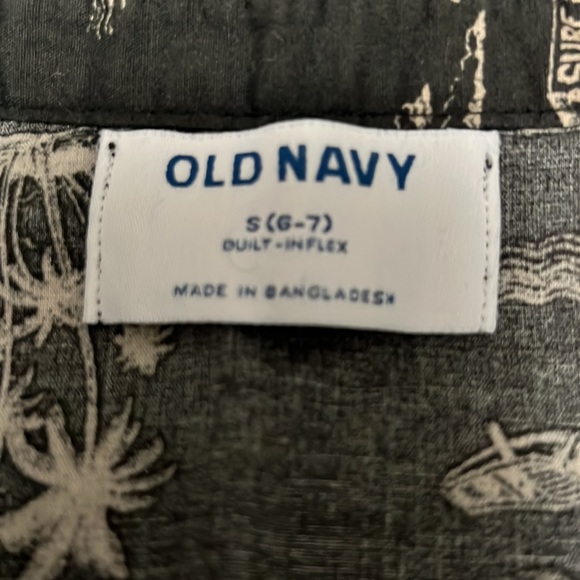 OLD NAVY
S (6-7)
BUILT-IN FLEX
MADE IN BANGLADESH